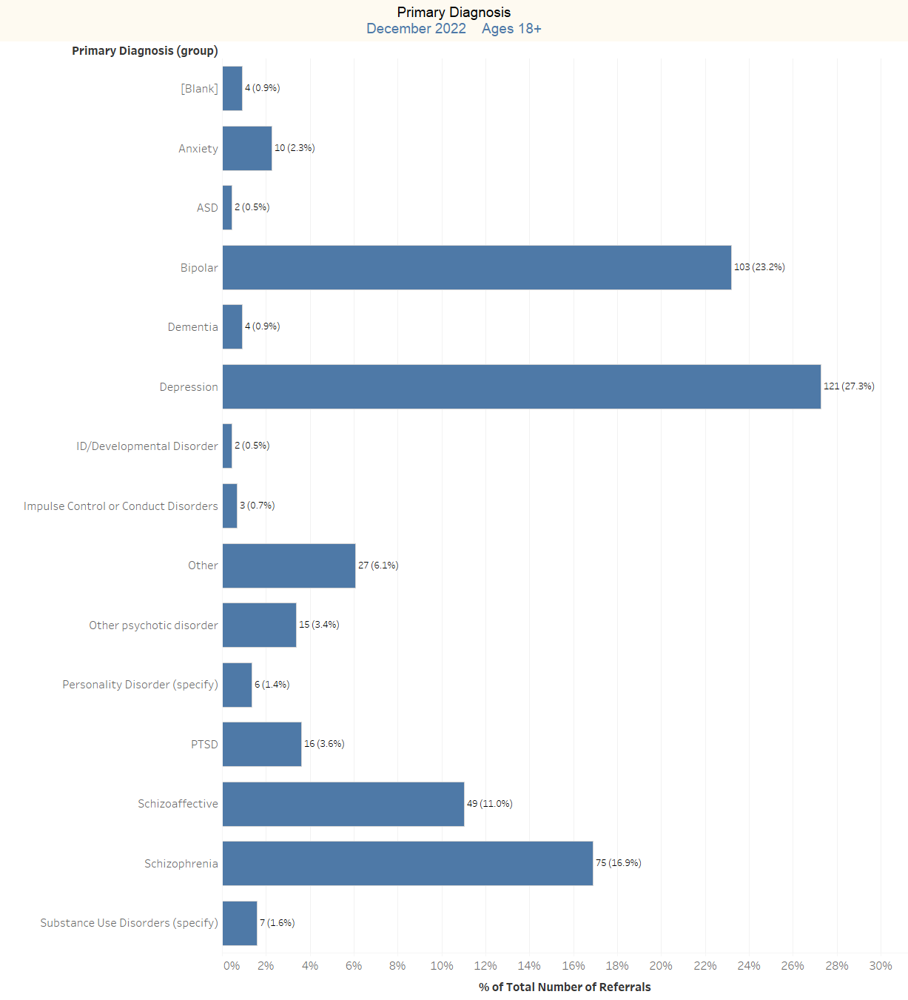 Primary Diagnosis
December 2022 Ages 18+
Primary Diagnosis (group)
[Blank] 4 (0.9%)
Anxiety 10 (2.3%)
ASD 2 (0.5%)
Bipolar 103 (23.2%)
Dementia 4 (0.9%)
Depression 121 (27.3%)
ID/Developmental Disorder 2 (0.5%)
Impulse Control or Conduct Disorders 3 (0.7%)
Other 27 (6.1%)
Other psychotic disorder 15 (3.4%)
Personality Disorder (specify) 6 (1.4%)
PTSD 16 (3.6%)
Schizoaffective 49 (11.0%)
Schizophrenia 75 (16.9%)
Substance Use Disorders (specify) 7 (1.6%)
0% 2% 4% 6% 8% 10% 12% 14% 16% 18% 20% 22% 24% 26% 28% 30%
% of Total Number of Referrals